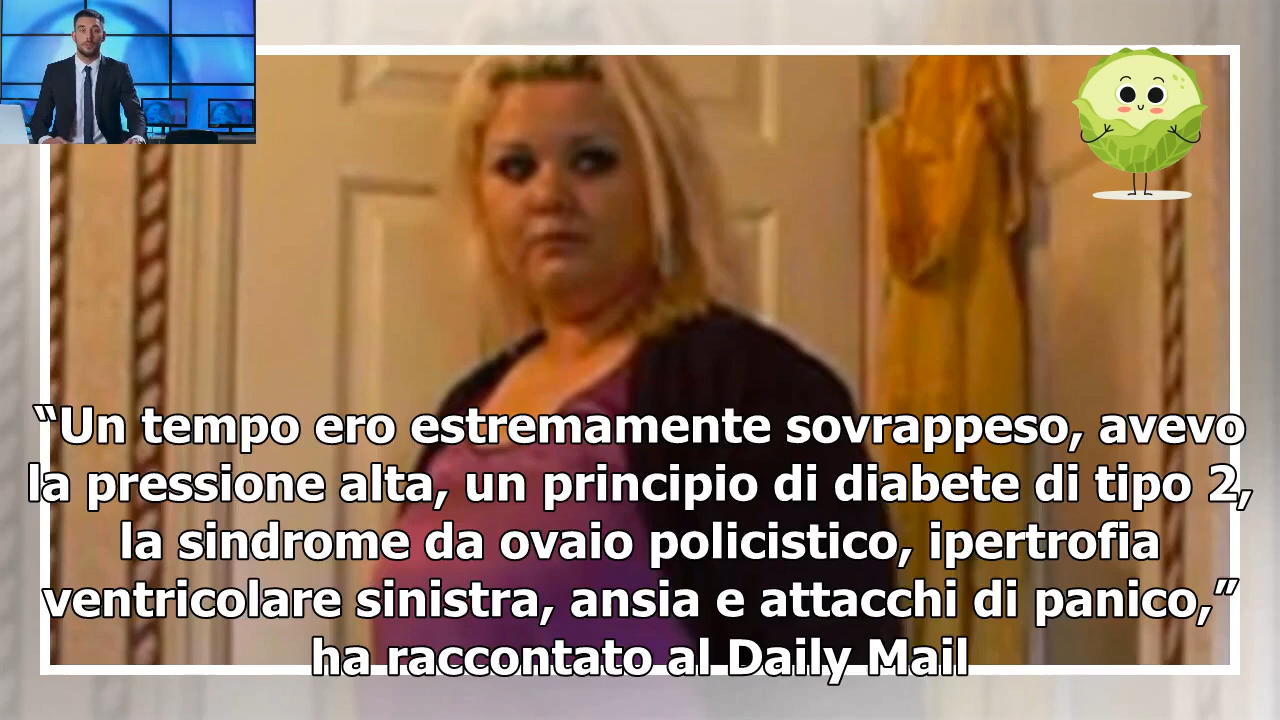 “Un tempo ero estremamente sovrappeso, avevo
la pressione alta, un principio di diabete di tipo 2,
la sindrome da ovaio policistico, ipertrofia
ventricolare sinistra, ansia e attacchi di panico,”
ha raccontato al Daily Mail